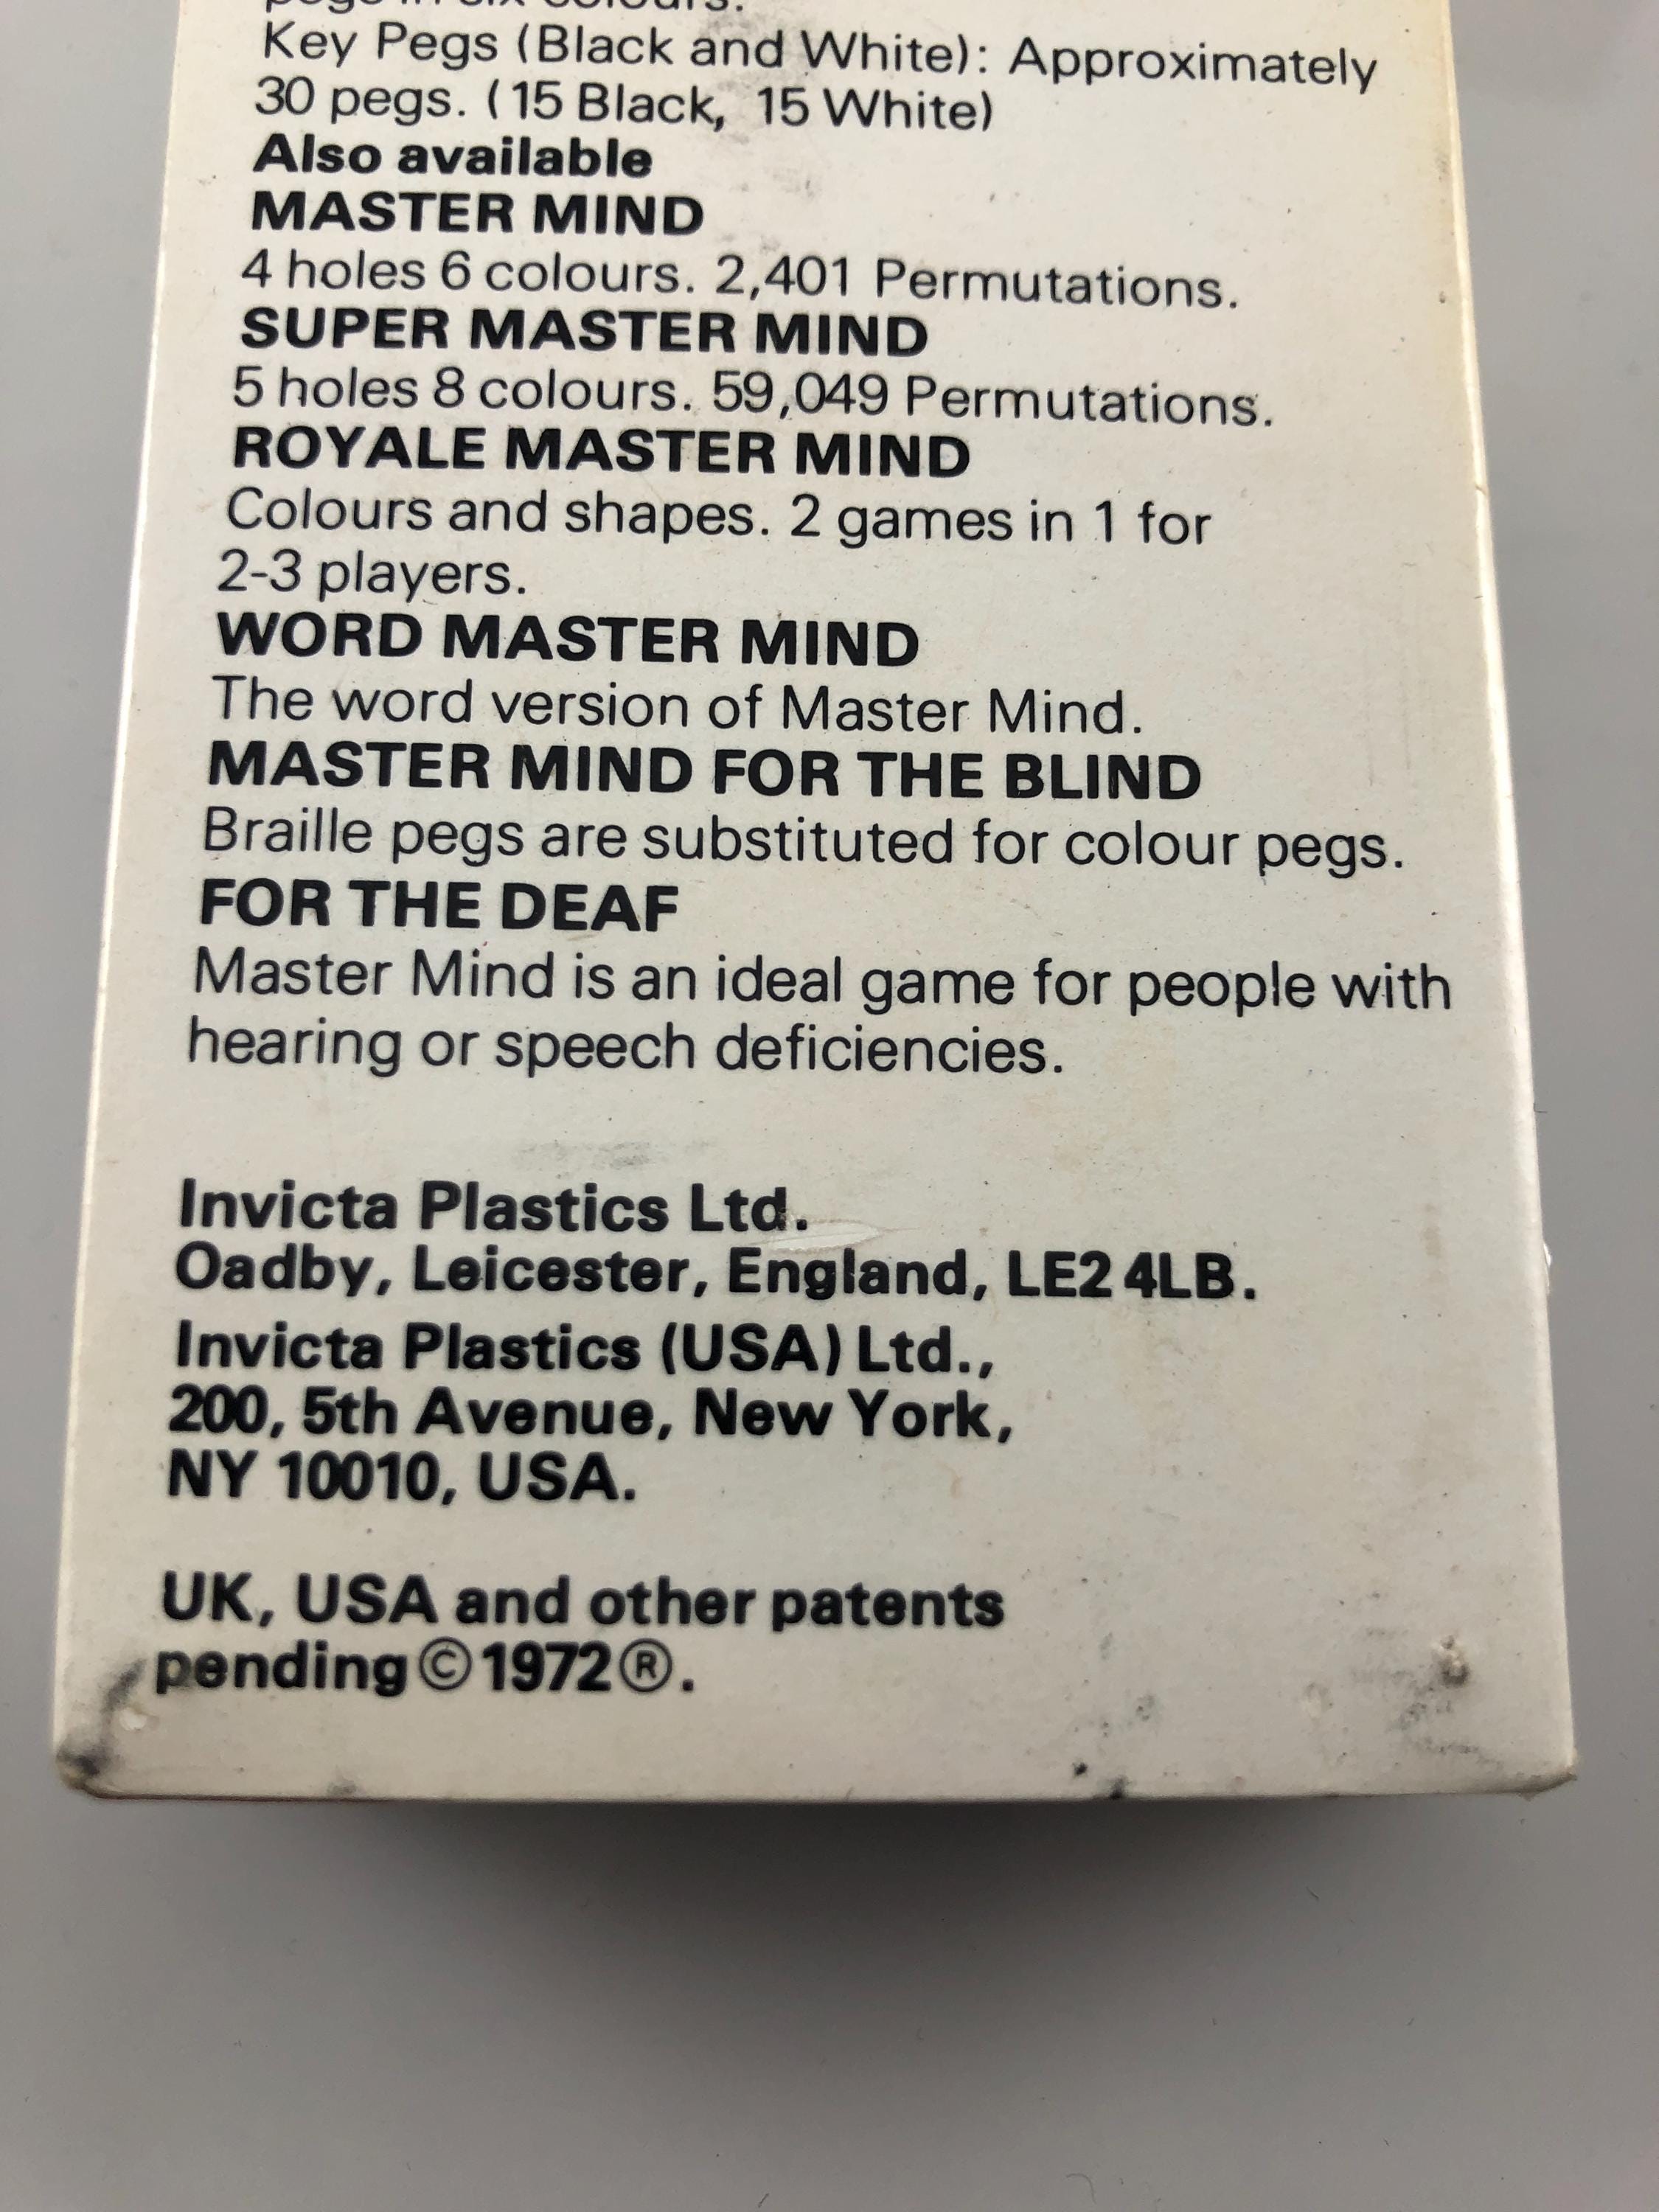 pegs in six colours.
Key Pegs (Black and White): Approximately
30 pegs. (15 Black, 15 White)
Also available
MASTER MIND
4 holes 6 colours. 2,401 Permutations.
SUPER MASTER MIND
5 holes 8 colours. 59,049 Permutations.
ROYALE MASTER MIND
Colours and shapes. 2 games in 1 for
2-3 players.
WORD MASTER MIND
The word version of Master Mind.
MASTER MIND FOR THE BLIND
Braille pegs are substituted for colour pegs.
FOR THE DEAF
Master Mind is an ideal game for people with
hearing or speech deficiencies.
Invicta Plastics Ltd.
Oadby, Leicester, England, LE2 4LB.
Invicta Plastics (USA) Ltd.,
200, 5th Avenue, New York,
NY 10010, USA.
UK, USA and other patents
pending © 1972 ®.